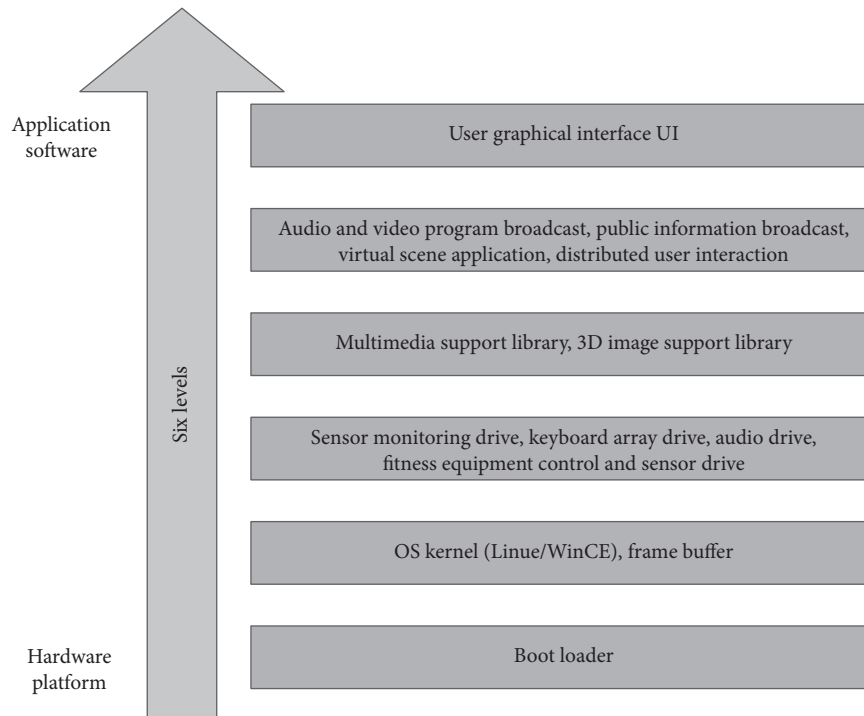 Application
software
User graphical interface UI
Audio and video program broadcast, public information broadcast,
virtual scene application, distributed user interaction
Multimedia support library, 3D image support library
Six levels
Sensor monitoring drive, keyboard array drive, audio drive,
fitness equipment control and sensor drive
OS kernel (Linue/WinCE), frame buffer
Hardware
platform
Boot loader